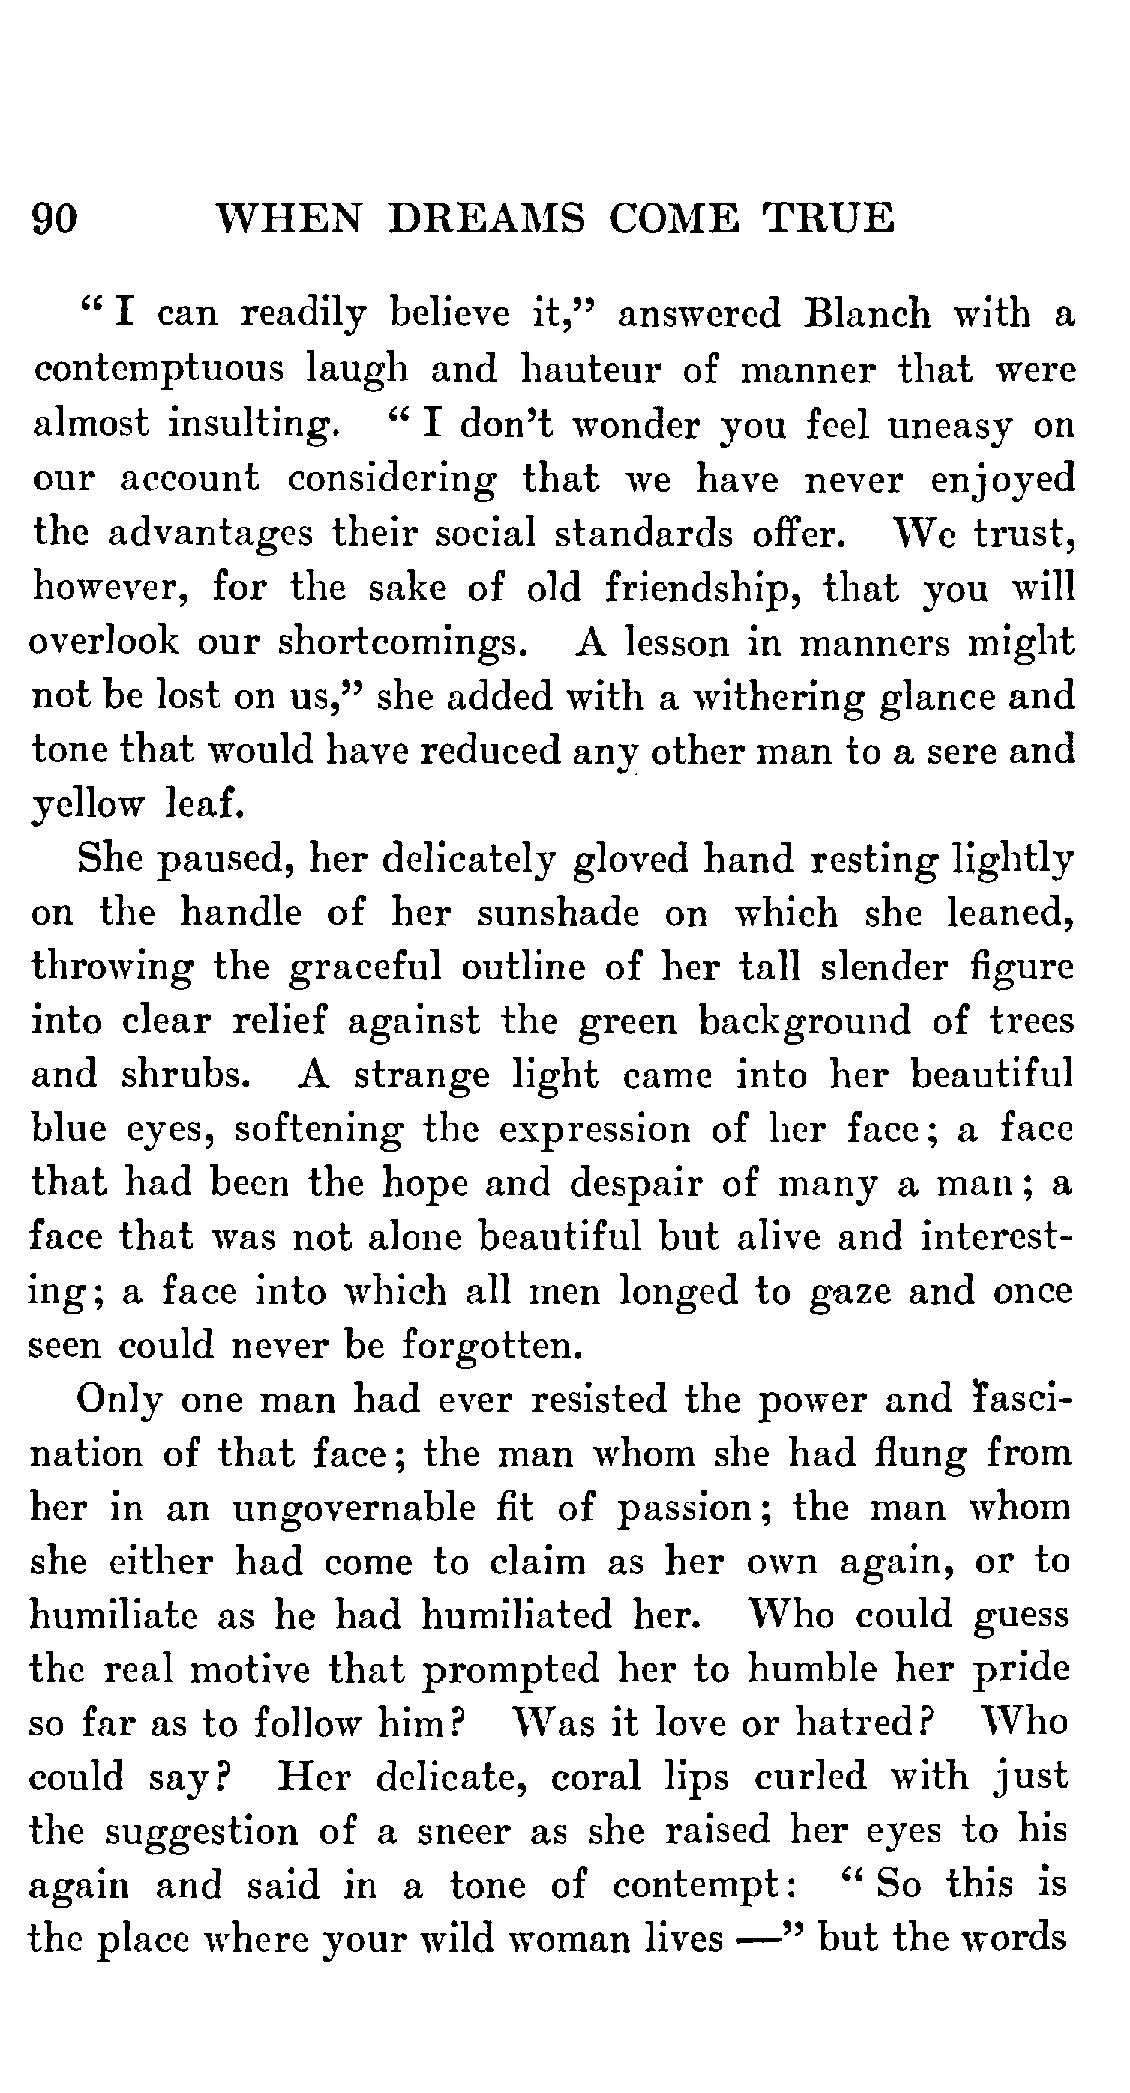 90 WHEN DREAMS COME TRUE
“ I can readily believe it,” answered Blanch with a
contemptuous laugh and hauteur of manner that were
almost insulting. “ I don’t wonder you feel uneasy on
our account considering that we have never enjoyed
the advantages their social standards offer. We trust,
however, for the sake of old friendship, that you will
overlook our shortcomings. A lesson in manners might
not be lost on us,” she added with a withering glance and
tone that would have reduced any other man to a sere and
yellow leaf.
She paused, her delicately gloved hand resting lightly
on the handle of her sunshade on which she leaned,
throwing the graceful outline of her tall slender figure
into clear relief against the green background of trees
and shrubs. A strange light came into her beautiful
blue eyes, softening the expression of her face; a face
that had been the hope and despair of many a man; a
face that was not alone beautiful but alive and interest-
ing; a face into which all men longed to gaze and once
seen could never be forgotten.
Only one man had ever resisted the power and fasci-
nation of that face; the man whom she had flung from
her in an ungovernable fit of passion; the man whom
she either had come to claim as her own again, or to
humiliate as he had humiliated her. Who could guess
the real motive that prompted her to humble her pride
so far as to follow him? Was it love or hatred? Who
could say? Her delicate, coral lips curled with just
the suggestion of a sneer as she raised her eyes to his
again and said in a tone of contempt: “ So this is
the place where your wild woman lives —” but the words